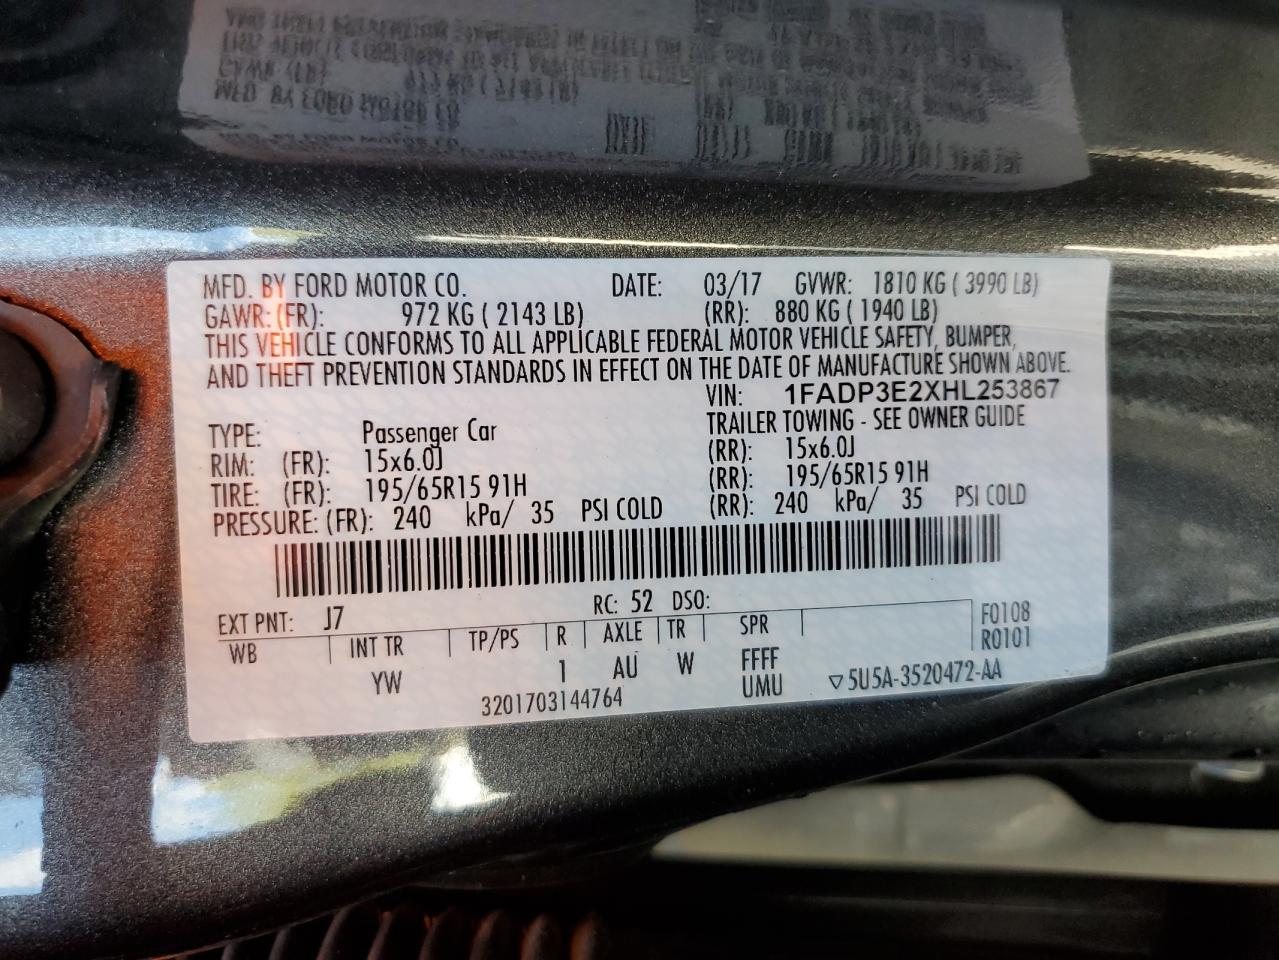 MFD. BY FORD MOTOR CO. DATE: 03/17 GVWR: 1810 KG ( 3990 LB)
GAWR: (FR): 972 KG ( 2143 LB) (RR): 880 KG ( 1940 LB)
THIS VEHICLE CONFORMS TO ALL APPLICABLE FEDERAL MOTOR VEHICLE SAFETY, BUMPER,
AND THEFT PREVENTION STANDARDS IN EFFECT ON THE DATE OF MANUFACTURE SHOWN ABOVE.
VIN: 1FADP3E2XHL253867
TYPE: Passenger Car TRAILER TOWING - SEE OWNER GUIDE
RIM: (FR): 15x6.0J (RR): 15x6.0J
TIRE: (FR): 195/65R15 91H (RR): 195/65R15 91H
PRESSURE: (FR): 240 kPa/ 35 PSI COLD (RR): 240 kPa/ 35 PSI COLD
EXT PNT: J7 RC: 52 DSO: F0108
WB INT TR TP/PS R AXLE TR SPR R0101
YW 1 AU W FFFF
UMU ▽5U5A-3520472-AA
3201703144764